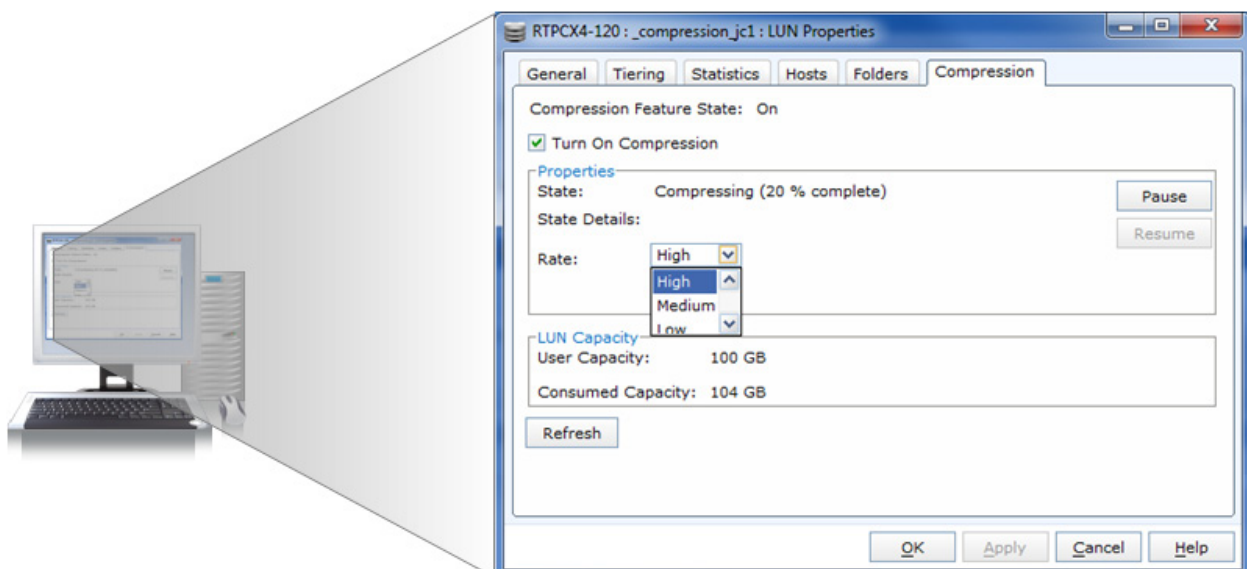 RTPCX4-120 : _compression_jc1 : LUN Properties
General Tiering Statistics Hosts Folders Compression
Compression Feature State: On
Turn On Compression
Properties
State: Compressing (20 % complete)
Pause
State Details:
Resume
Rate: High
High
Medium
Low
LUN Capacity
User Capacity: 100 GB
Consumed Capacity: 104 GB
Refresh
OK Apply Cancel Help